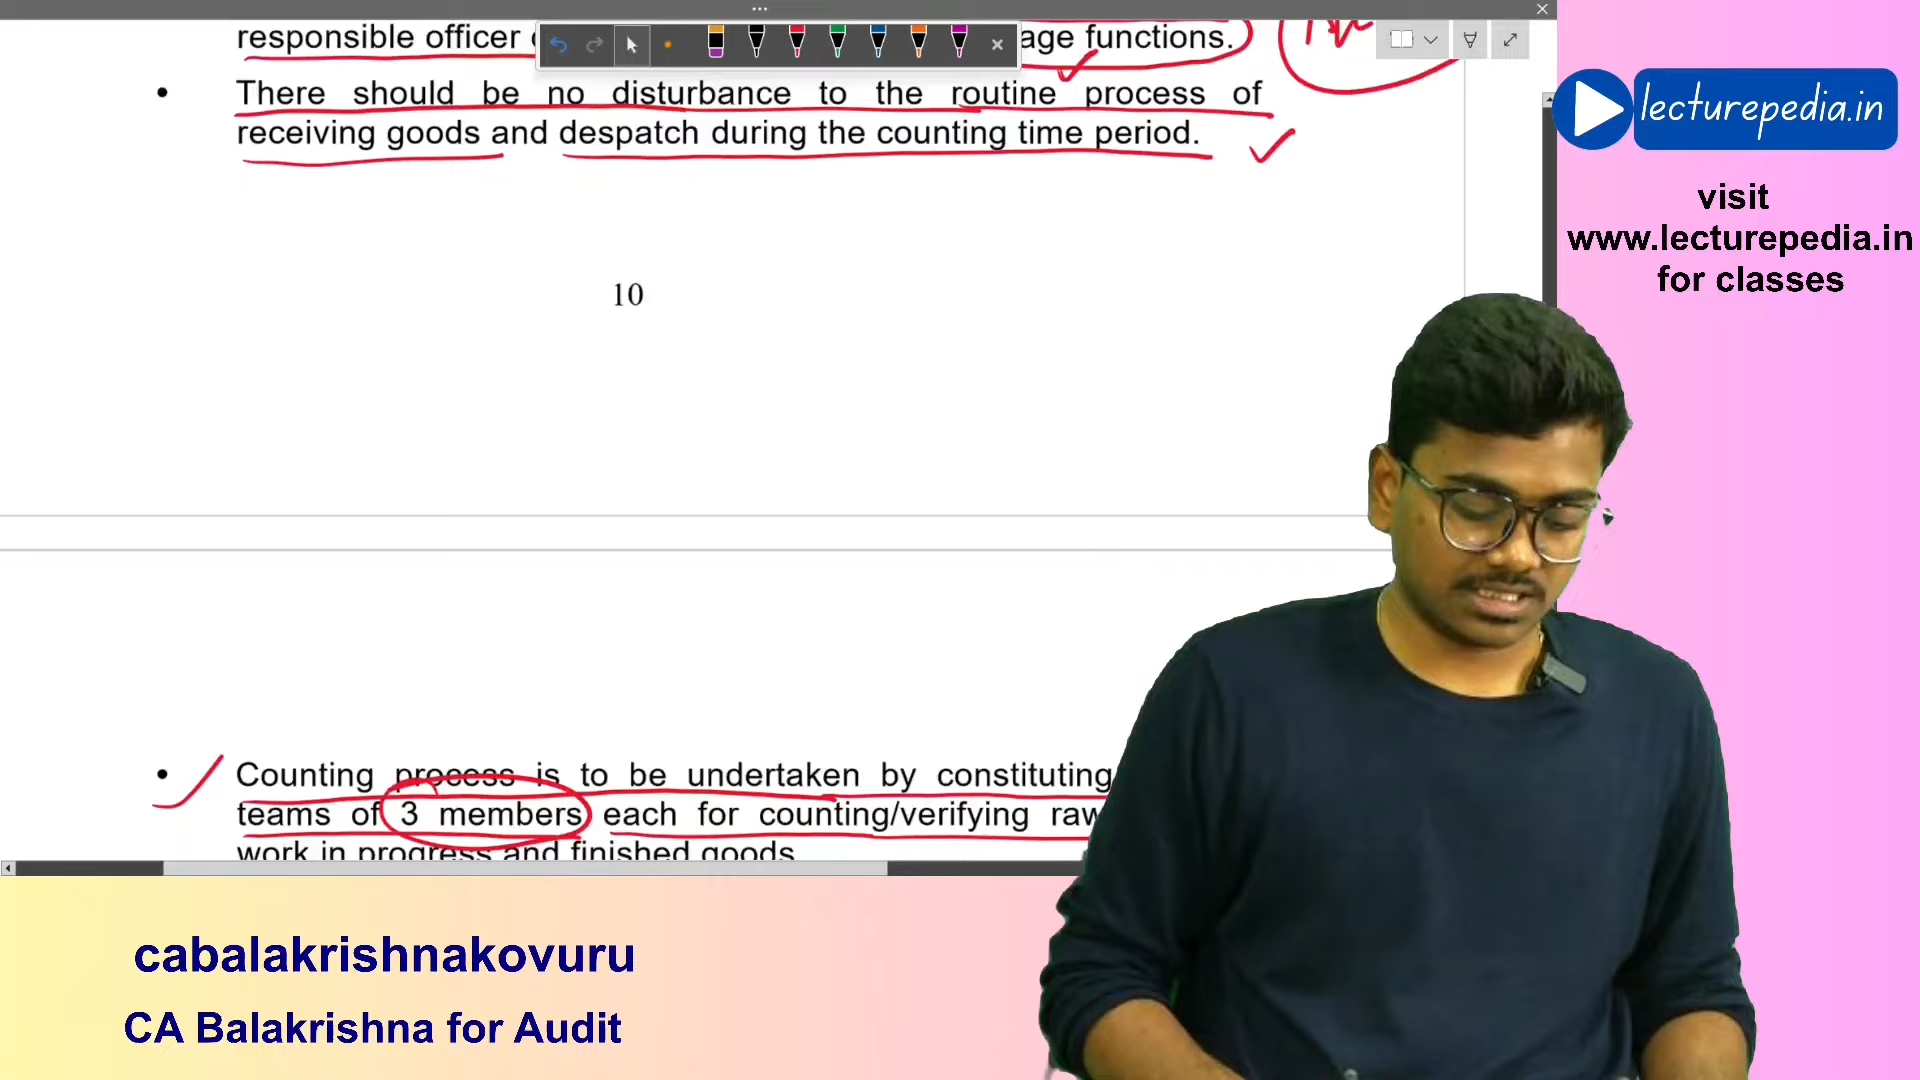 responsible officer
age functions.
• There should be no disturbance to the routine process of
receiving goods and despatch during the counting time period.
10
• Counting process is to be undertaken by constituting
teams of 3 members each for counting/verifying raw
work in progress and finished goods.
lecturepedia.in
visit
www.lecturepedia.in
for classes
cabalakrishnakovuru
CA Balakrishna for Audit